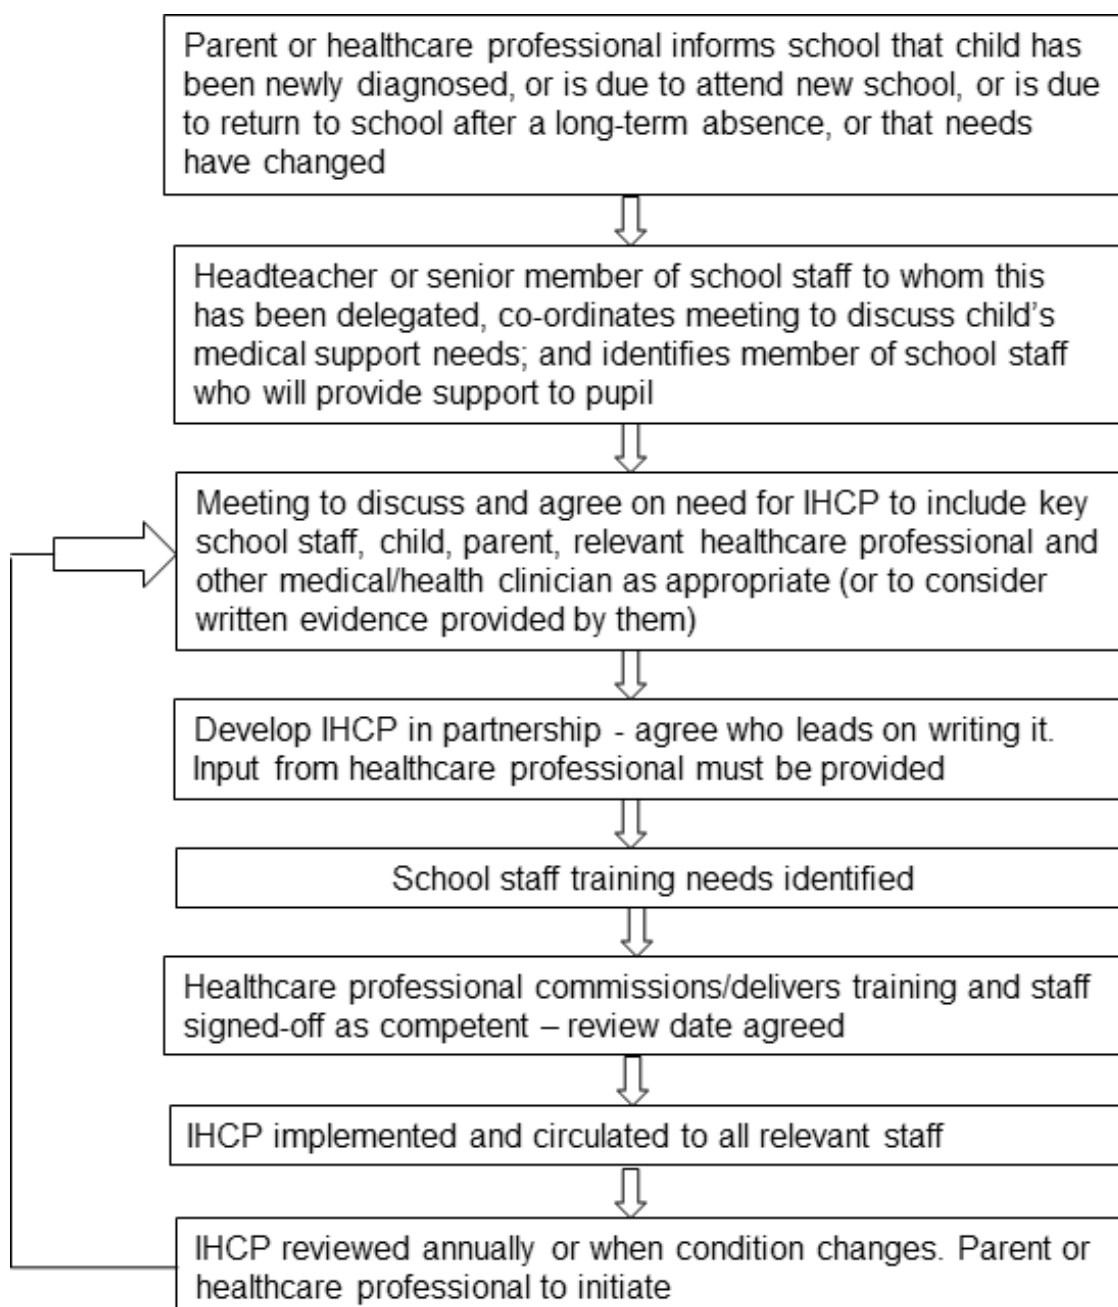 Parent or healthcare professional informs school that child has
been newly diagnosed, or is due to attend new school, or is due
to return to school after a long-term absence, or that needs
have changed
Headteacher or senior member of school staff to whom this
has been delegated, co-ordinates meeting to discuss child's
medical support needs; and identifies member of school staff
who will provide support to pupil
Meeting to discuss and agree on need for IHCP to include key
school staff, child, parent, relevant healthcare professional and
other medical/health clinician as appropriate (or to consider
written evidence provided by them)
Develop IHCP in partnership - agree who leads on writing it.
Input from healthcare professional must be provided
School staff training needs identified
Healthcare professional commissions/delivers training and staff
signed-off as competent – review date agreed
IHCP implemented and circulated to all relevant staff
IHCP reviewed annually or when condition changes. Parent or
healthcare professional to initiate